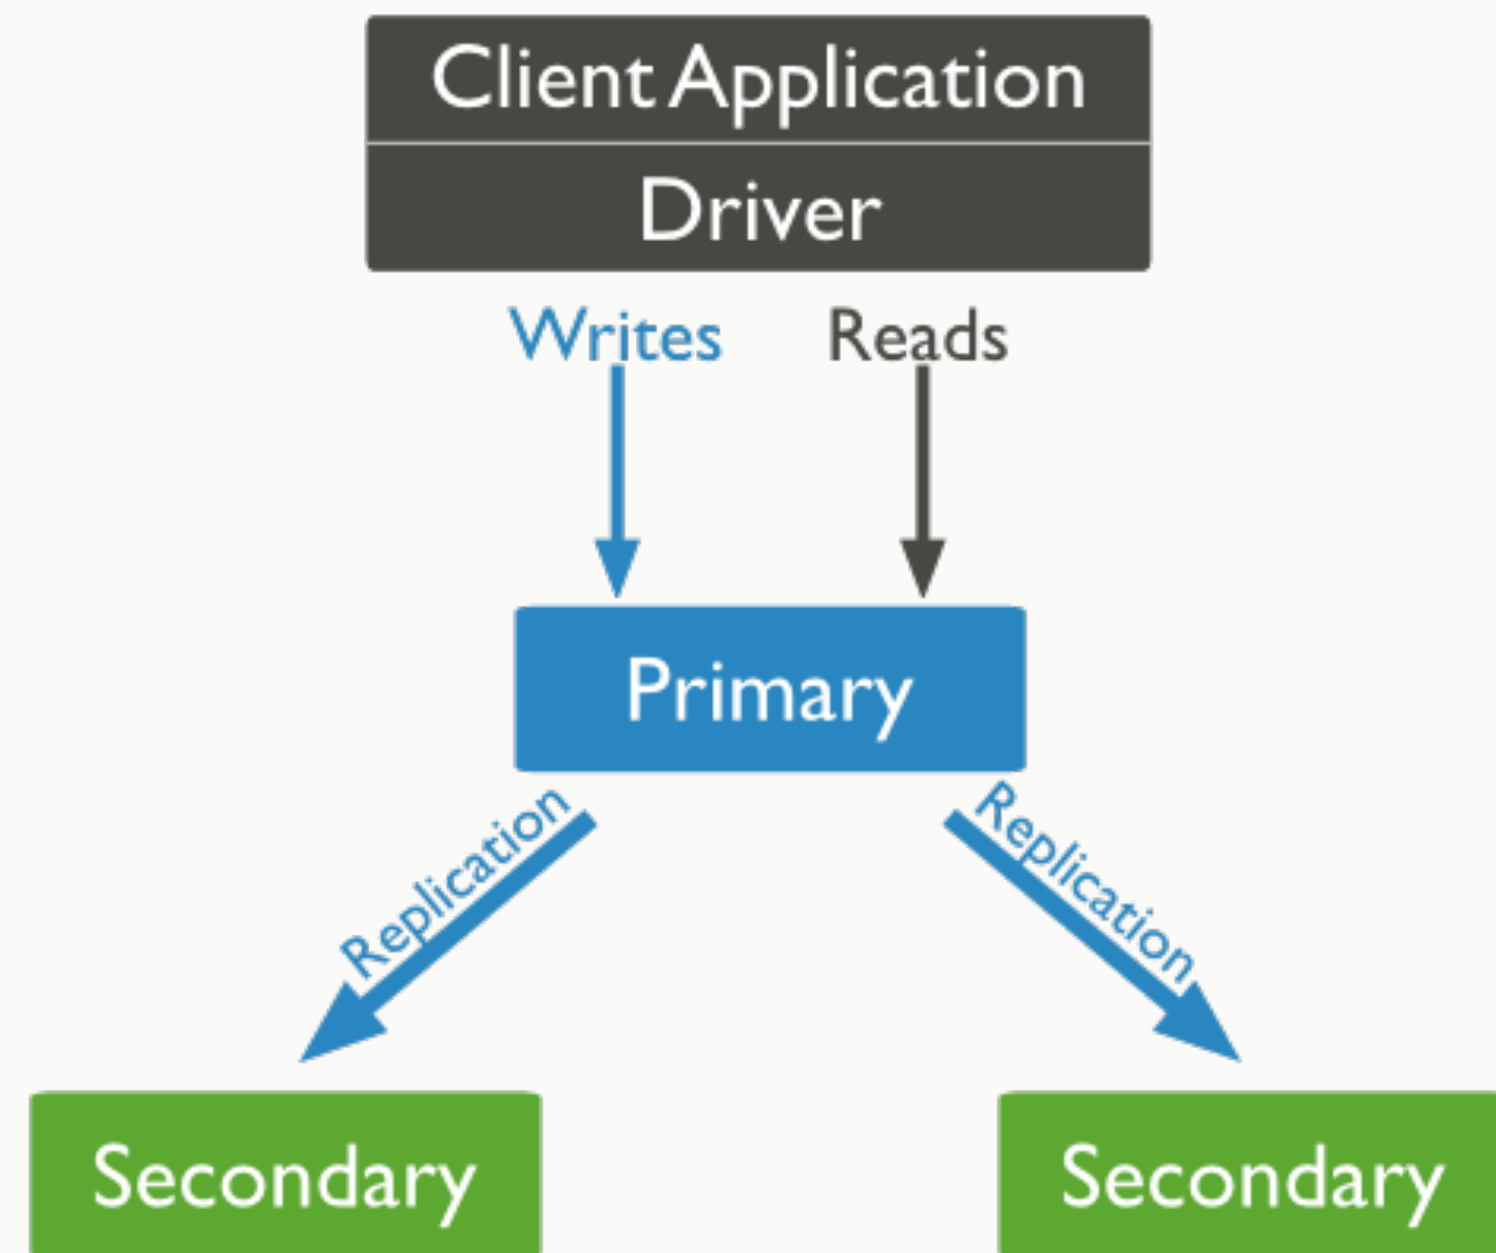 Client Application
Driver
Writes
Reads
Primary
Replication
Replication
Secondary
Secondary